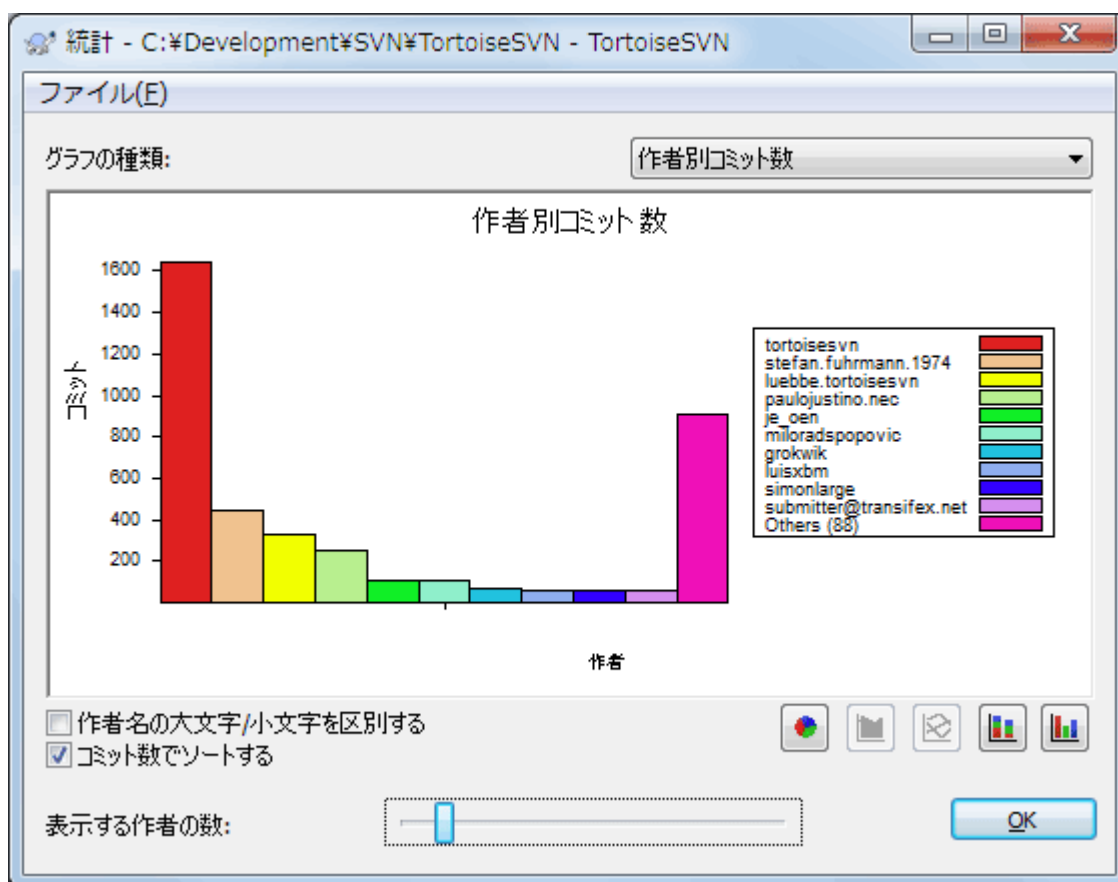 統計 - C:¥Development¥SVN¥TortoiseSVN - TortoiseSVN
ファイル(F)
グラフの種類:
作者別コミット数
作者別コミット数
1600
1400
1200
1000
800
600
400
200
コミット
作者
tortoisesvn
stefan.fuhrmann.1974
luebbe.tortoisesvn
paulojustino.nec
je_oen
miloradspopovic
grokwik
luisxbm
simonlarge
submitter@transifex.net
Others (88)
作者名の大文字/小文字を区別する
コミット数でソートする
表示する作者の数:
OK